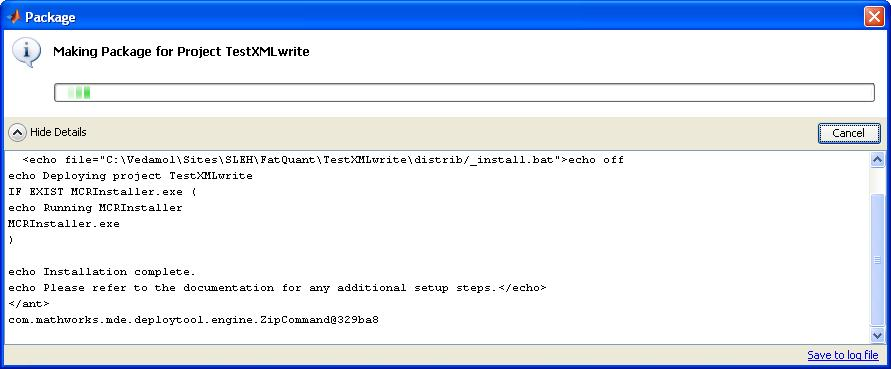 Package
Making Package for Project TestXMLwrite
Hide Details
Cancel
<echo file="C:\Vedamol\Sites\SLEH\FatQuant\TestXMLwrite\distrib/_install.bat">echo off
echo Deploying project TestXMLwrite
IF EXIST MCRInstaller.exe (
echo Running MCRInstaller
MCRInstaller.exe
)
echo Installation complete.
echo Please refer to the documentation for any additional setup steps.</echo>
</ant>
com.mathworks.mde.deploytool.engine.ZipCommand@329ba8
Save to log file